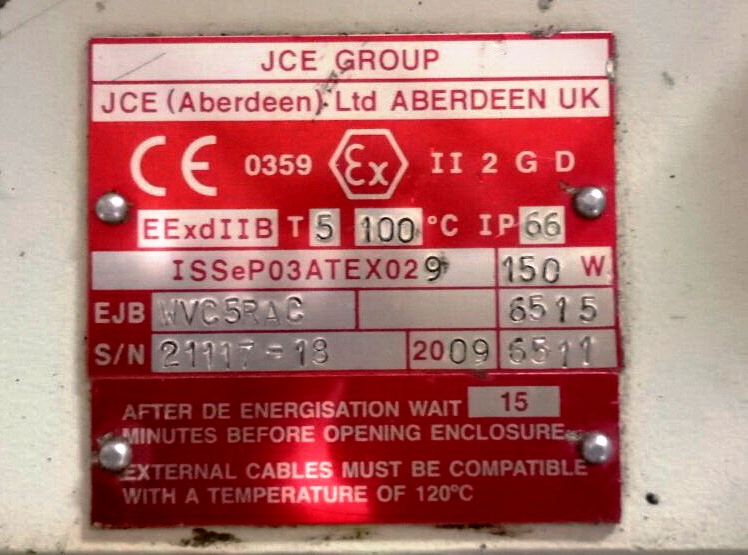 JCE GROUP
JCE (Aberdeen) Ltd ABERDEEN UK
CE 0359 Ex II 2 G D
EExdIIB T 5 100 °C IP 66
ISSeP03ATEX029 150 W
EJB WVC5RAC 6515
S/N 21117-18 2009 6511
AFTER DE ENERGISATION WAIT 15
MINUTES BEFORE OPENING ENCLOSURE
EXTERNAL CABLES MUST BE COMPATIBLE
WITH A TEMPERATURE OF 120°C